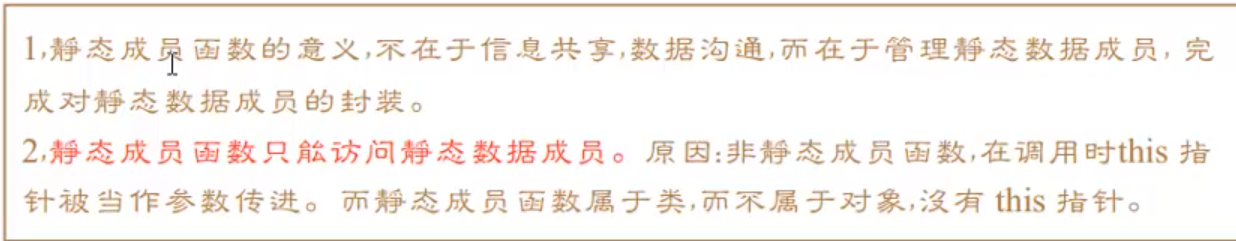 1,静态成员函数的意义,不在于信息共享,数据沟通,而在于管理静态数据成员, 完
成对静态数据成员的封装。
2,静态成员函数只能访问静态数据成员。原因:非静态成员函数,在调用时this 指
针被当作参数传进。而静态成员函数属于类,而不属于对象,没有 this 指针。